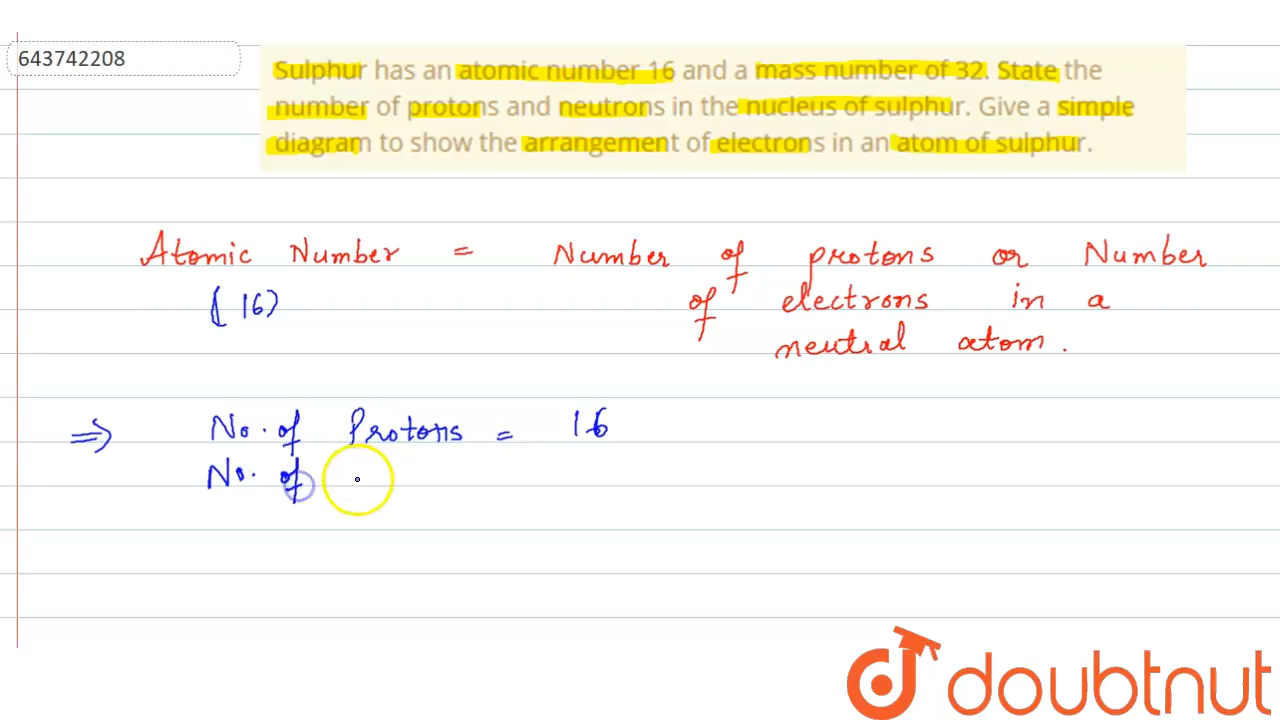 643742208
Sulphur has an atomic number 16 and a mass number of 32. State the
number of protons and neutrons in the nucleus of sulphur. Give a simple
diagram to show the arrangement of electrons in an atom of sulphur.
Atomic Number = Number of protons or Number
(16) of electrons in a
neutral atom.
⇒ No. of Protons = 16
No. of
doubtnut